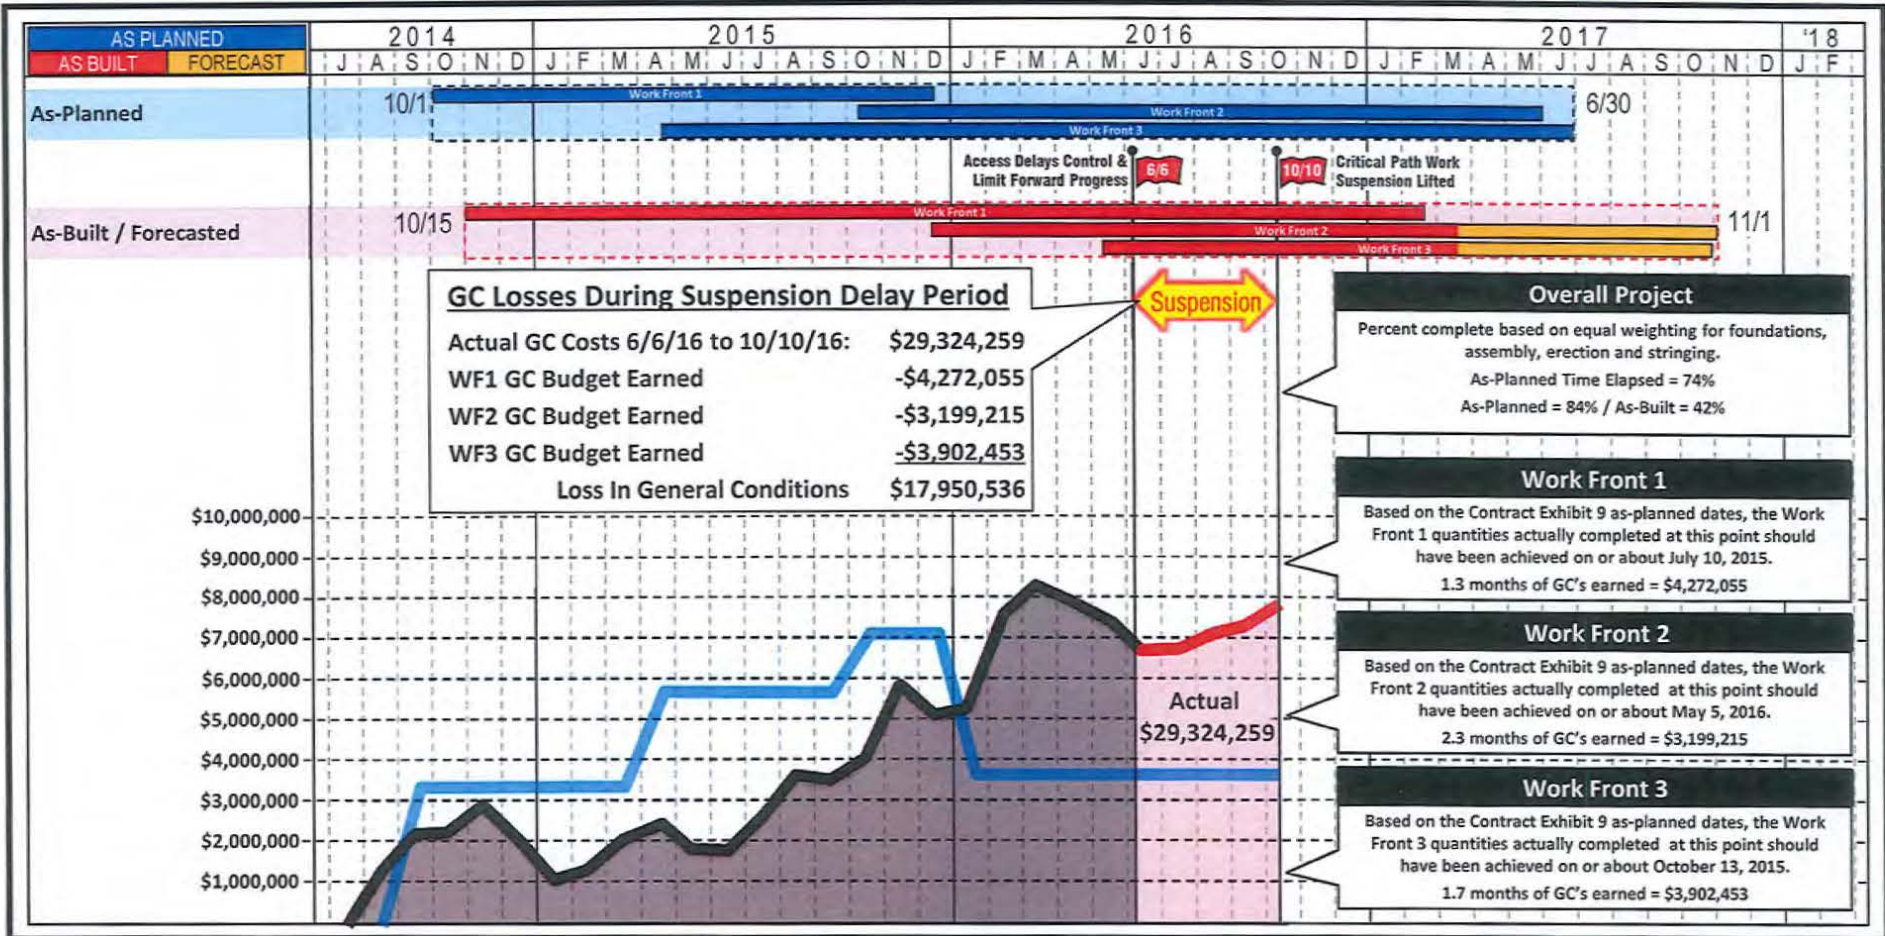 AS PLANNED
AS BUILT FORECAST
2014 2015 2016 2017 '18
J A S O N D J F M A M J J A S O N D J F M A M J J A S O N D J F M A M J J A S O N D J F
As-Planned
10/1
Work Front 1
Work Front 2
Work Front 3
6/30
Access Delays Control &
Limit Forward Progress
6/6
10/10
Critical Path Work
Suspension Lifted
As-Built / Forecasted
10/15
Work Front 1
Work Front 2
Work Front 3
11/1
GC Losses During Suspension Delay Period
Actual GC Costs 6/6/16 to 10/10/16: $29,324,259
WF1 GC Budget Earned -$4,272,055
WF2 GC Budget Earned -$3,199,215
WF3 GC Budget Earned -$3,902,453
Loss In General Conditions $17,950,536
Suspension
Overall Project
Percent complete based on equal weighting for foundations,
assembly, erection and stringing.
As-Planned Time Elapsed = 74%
As-Planned = 84% / As-Built = 42%
Work Front 1
Based on the Contract Exhibit 9 as-planned dates, the Work
Front 1 quantities actually completed at this point should
have been achieved on or about July 10, 2015.
1.3 months of GC's earned = $4,272,055
Work Front 2
Based on the Contract Exhibit 9 as-planned dates, the Work
Front 2 quantities actually completed at this point should
have been achieved on or about May 5, 2016.
2.3 months of GC's earned = $3,199,215
Work Front 3
Based on the Contract Exhibit 9 as-planned dates, the Work
Front 3 quantities actually completed at this point should
have been achieved on or about October 13, 2015.
1.7 months of GC's earned = $3,902,453
$10,000,000
$9,000,000
$8,000,000
$7,000,000
$6,000,000
$5,000,000
$4,000,000
$3,000,000
$2,000,000
$1,000,000
Actual
$29,324,259